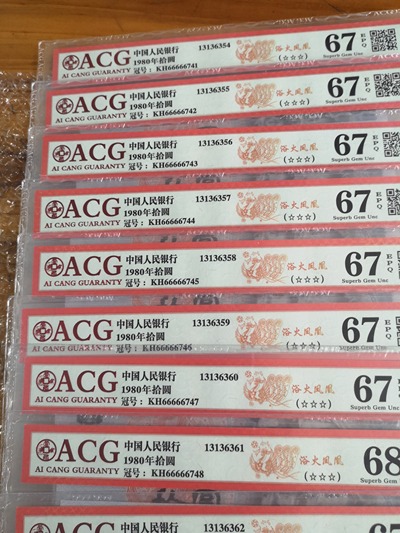 ACG 中国人民银行 13136354 浴火凤凰 67 EPQ
AI CANG GUARANTY 1980年拾圆 (☆☆☆) Superb Gem Unc
冠号： KH66666741
ACG 中国人民银行 13136355 浴火凤凰 67 EPQ
AI CANG GUARANTY 1980年拾圆 (☆☆☆) Superb Gem Unc
冠号： KH66666742
ACG 中国人民银行 13136356 浴火凤凰 67 EPQ
AI CANG GUARANTY 1980年拾圆 (☆☆☆) Superb Gem Unc
冠号： KH66666743
ACG 中国人民银行 13136357 浴火凤凰 67 EPQ
AI CANG GUARANTY 1980年拾圆 (☆☆☆) Superb Gem Unc
冠号： KH66666744
ACG 中国人民银行 13136358 浴火凤凰 67 EPQ
AI CANG GUARANTY 1980年拾圆 (☆☆☆) Superb Gem Unc
冠号： KH66666745
ACG 中国人民银行 13136359 浴火凤凰 67 EPQ
AI CANG GUARANTY 1980年拾圆 (☆☆☆) Superb Gem Unc
冠号： KH66666746
ACG 中国人民银行 13136360 浴火凤凰 67 EPQ
AI CANG GUARANTY 1980年拾圆 (☆☆☆) Superb Gem Unc
冠号： KH66666747
ACG 中国人民银行 13136361 浴火凤凰 68
AI CANG GUARANTY 1980年拾圆 (☆☆☆) Superb Gem
冠号： KH66666748
ACG 中国人民银行 13136362